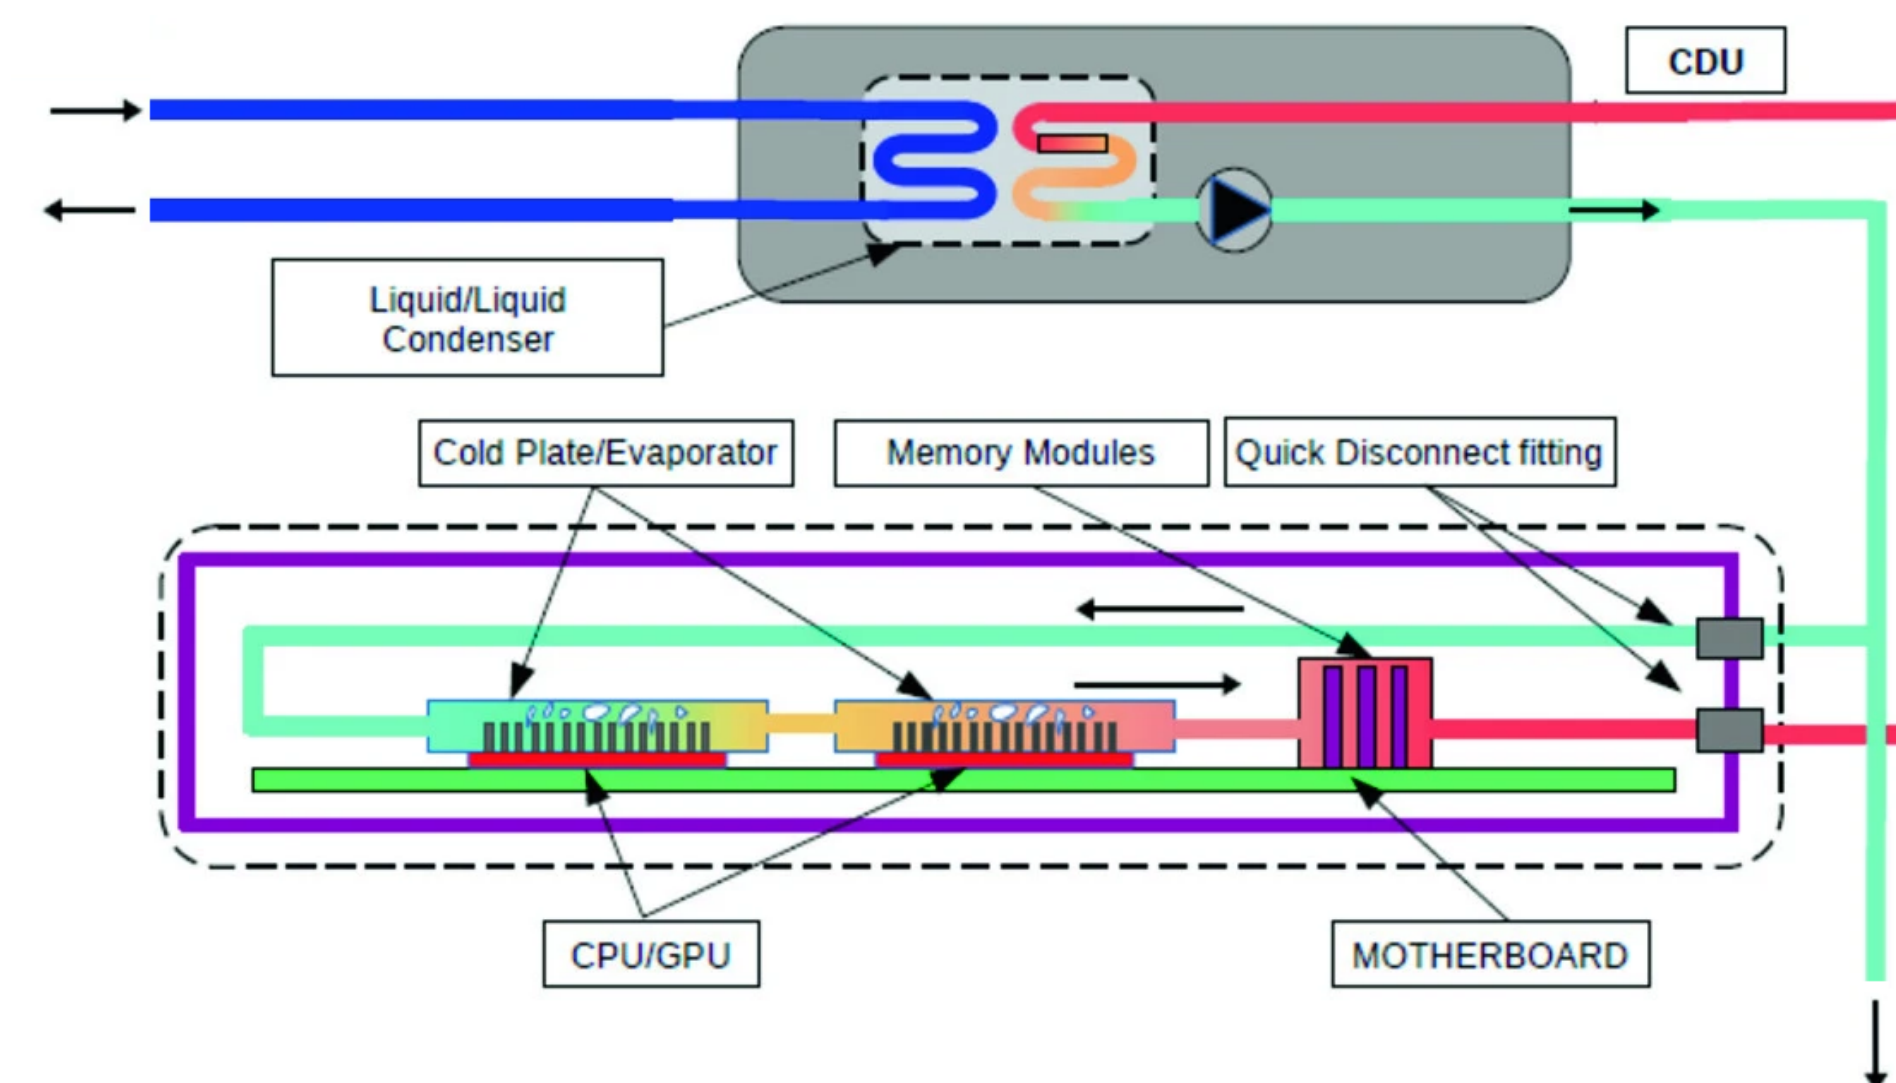 CDU
Liquid/Liquid
Condenser
Cold Plate/Evaporator
Memory Modules
Quick Disconnect fitting
CPU/GPU
MOTHERBOARD